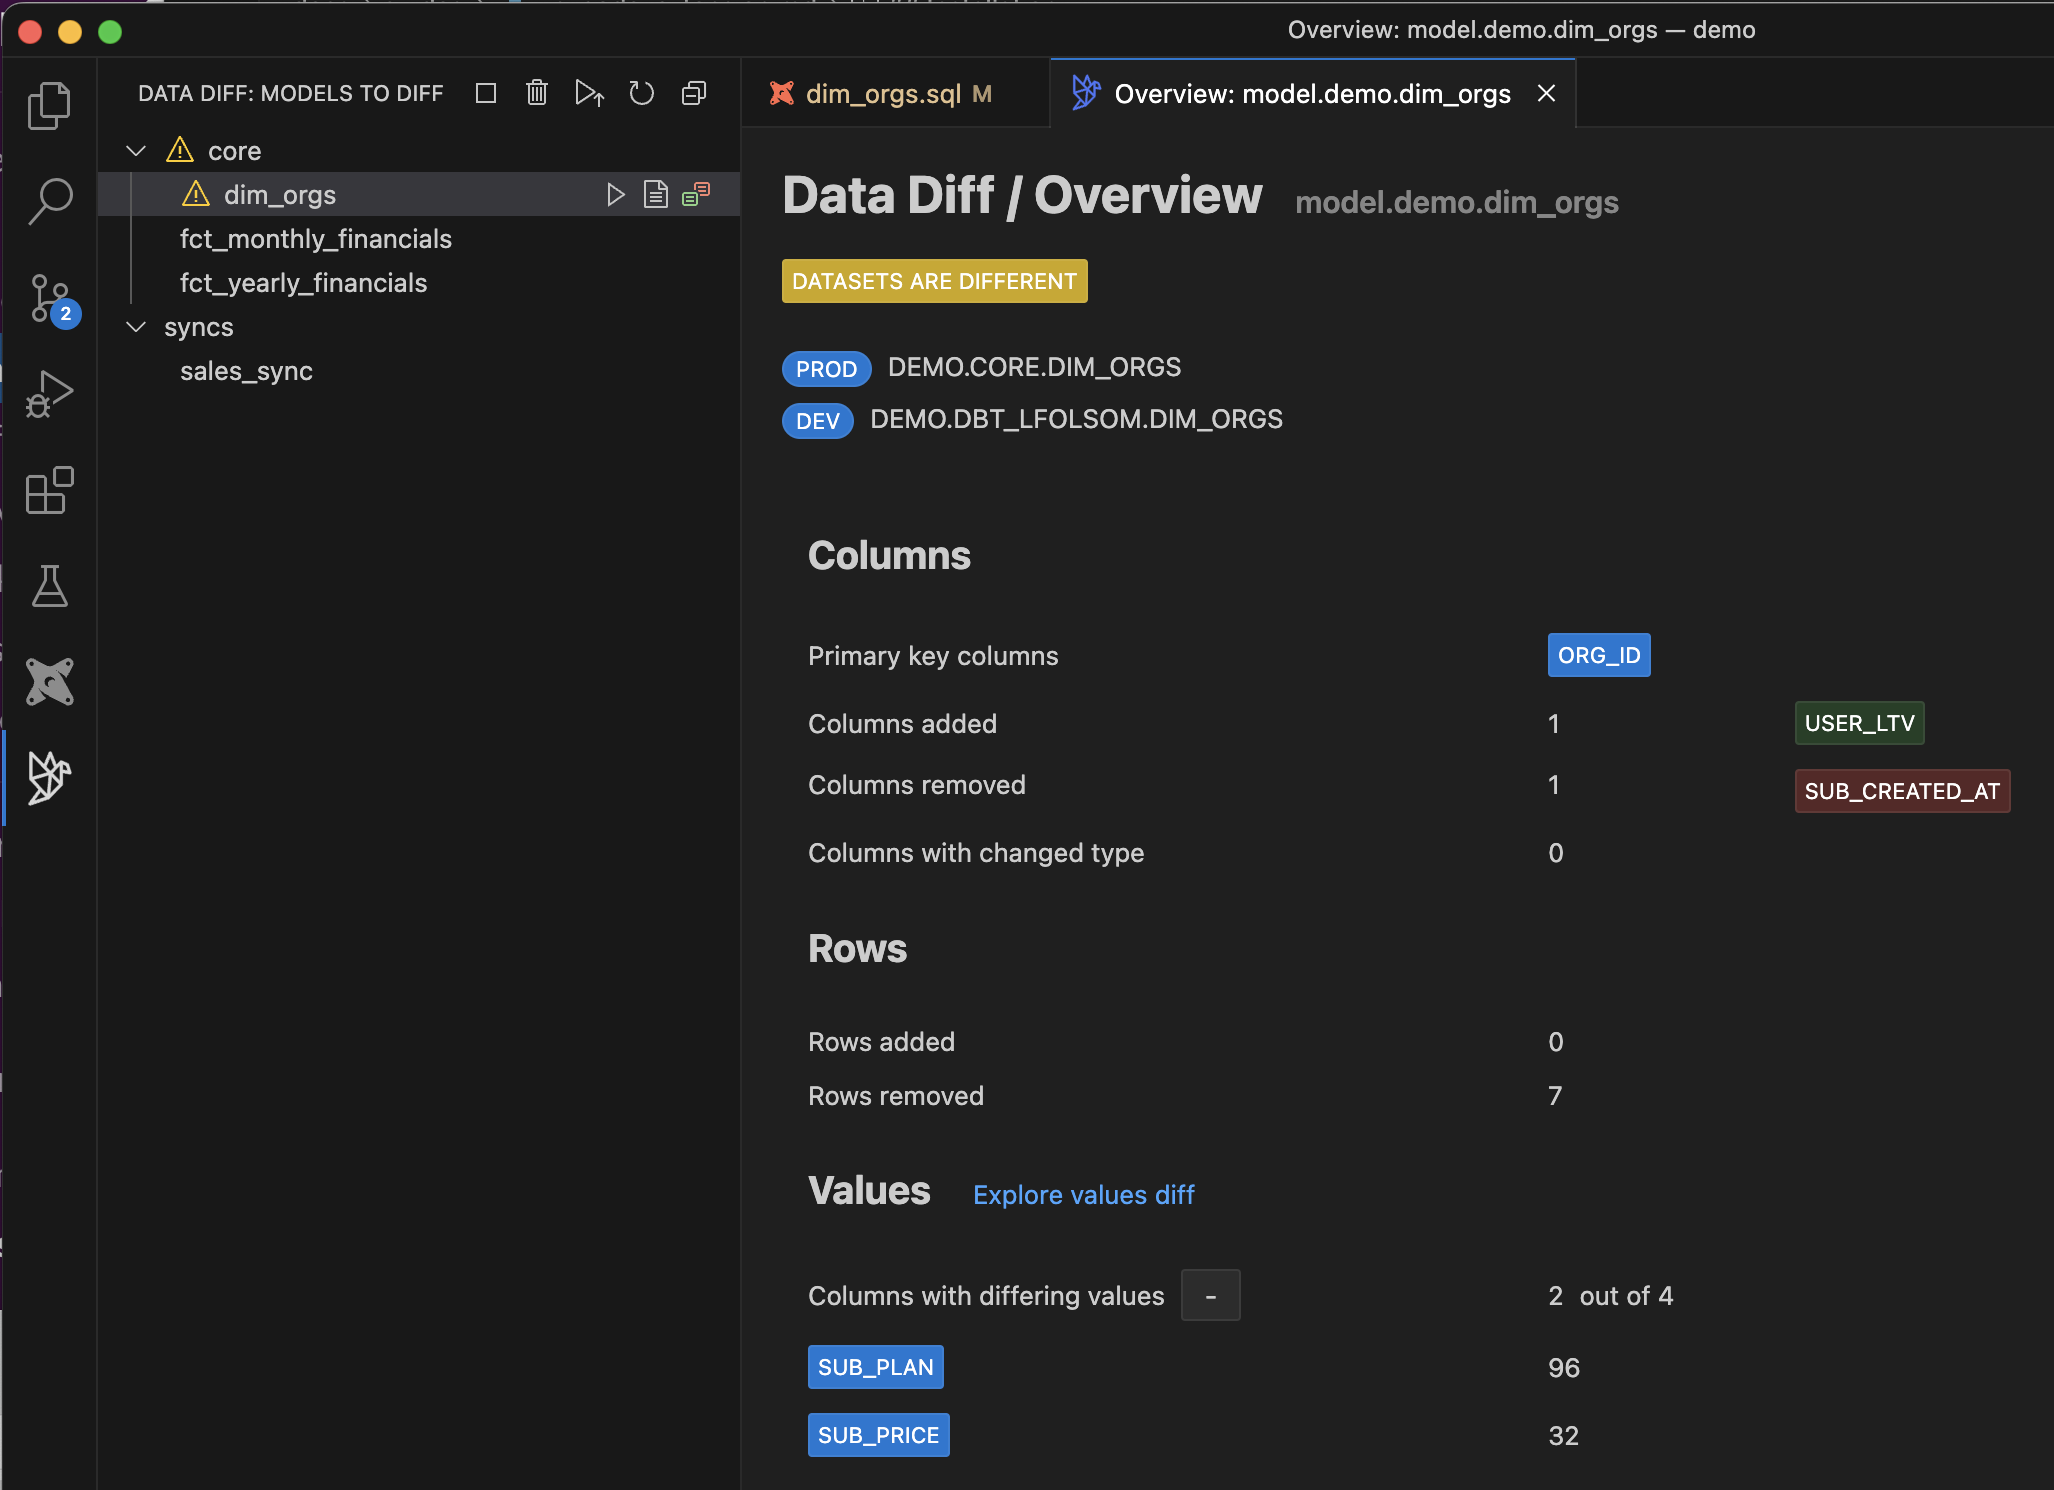 Overview: model.demo.dim_orgs — demo
DATA DIFF: MODELS TO DIFF
dim_orgs.sql M
Overview: model.demo.dim_orgs
core
dim_orgs
fct_monthly_financials
fct_yearly_financials
syncs
sales_sync
2
Data Diff / Overview model.demo.dim_orgs
DATASETS ARE DIFFERENT
PROD DEMO.CORE.DIM_ORGS
DEV DEMO.DBT_LFOLSOM.DIM_ORGS
Columns
Primary key columns ORG_ID
Columns added 1 USER_LTV
Columns removed 1 SUB_CREATED_AT
Columns with changed type 0
Rows
Rows added 0
Rows removed 7
Values Explore values diff
Columns with differing values - 2 out of 4
SUB_PLAN 96
SUB_PRICE 32